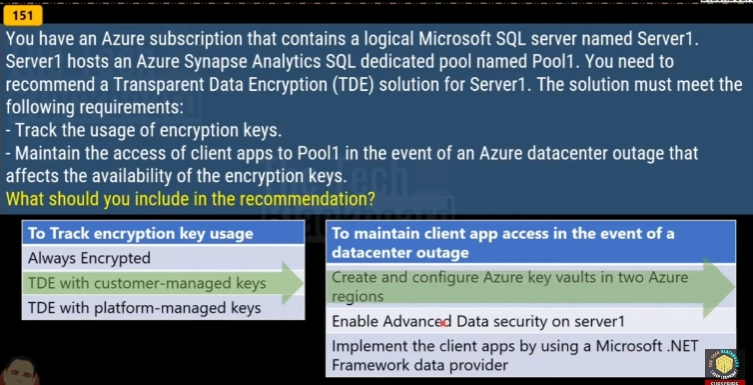 151
You have an Azure subscription that contains a logical Microsoft SQL server named Server1.
Server1 hosts an Azure Synapse Analytics SQL dedicated pool named Pool1. You need to
recommend a Transparent Data Encryption (TDE) solution for Server1. The solution must meet the
following requirements:
- Track the usage of encryption keys.
- Maintain the access of client apps to Pool1 in the event of an Azure datacenter outage that
affects the availability of the encryption keys.
What should you include in the recommendation?
To Track encryption key usage
Always Encrypted
TDE with customer-managed keys
TDE with platform-managed keys
To maintain client app access in the event of a
datacenter outage
Create and configure Azure key vaults in two Azure
regions
Enable Advanced Data security on server1
Implement the client apps by using a Microsoft .NET
Framework data provider